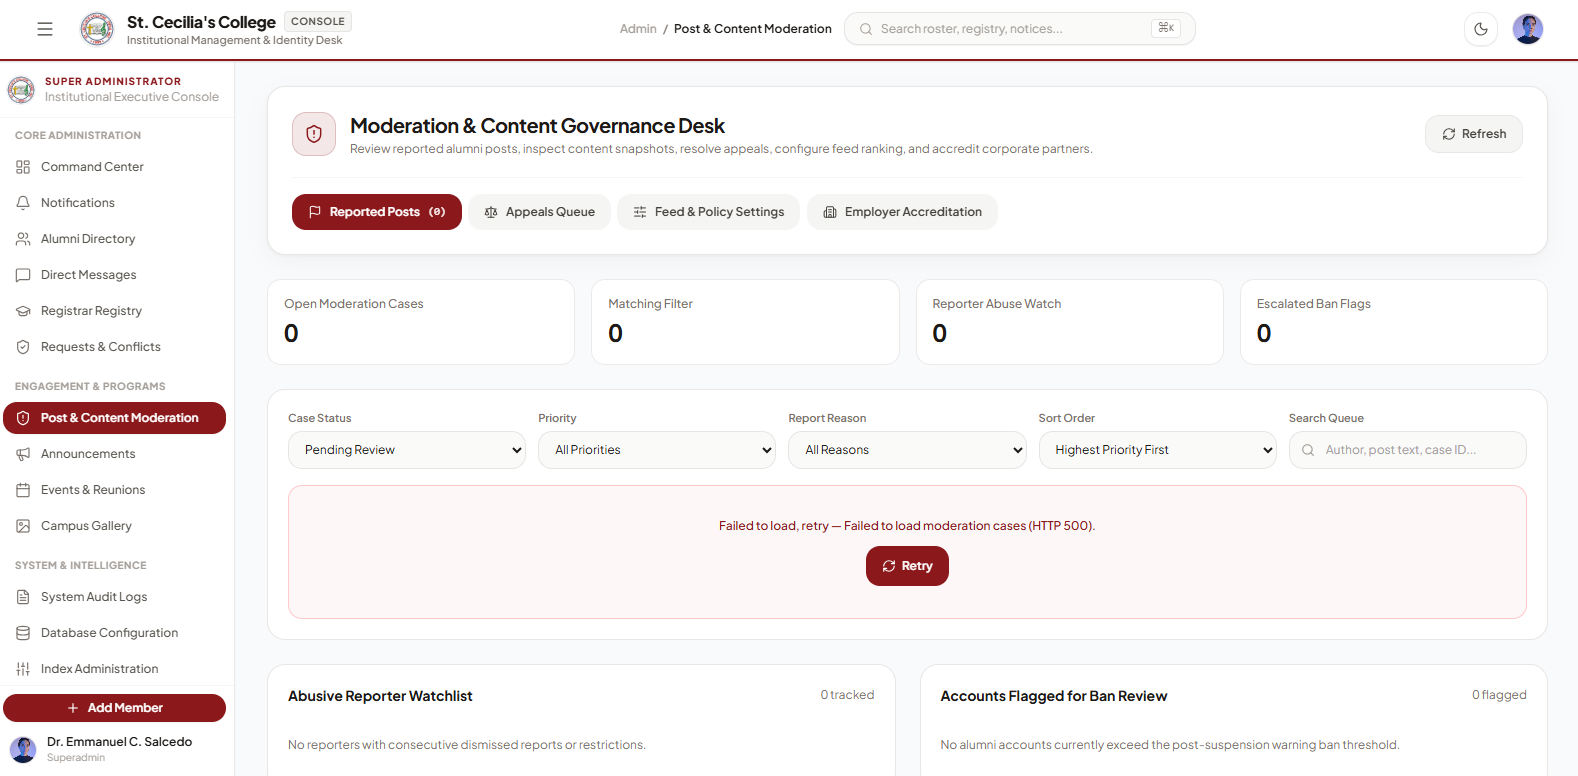 St. Cecilia's College CONSOLE
Institutional Management & Identity Desk
Admin / Post & Content Moderation
Search roster, registry, notices...
⌘K
SUPER ADMINISTRATOR
Institutional Executive Console
CORE ADMINISTRATION
Command Center
Notifications
Alumni Directory
Direct Messages
Registrar Registry
Requests & Conflicts
ENGAGEMENT & PROGRAMS
Post & Content Moderation
Announcements
Events & Reunions
Campus Gallery
SYSTEM & INTELLIGENCE
System Audit Logs
Database Configuration
Index Administration
Add Member
Dr. Emmanuel C. Salcedo
Superadmin
Moderation & Content Governance Desk
Review reported alumni posts, inspect content snapshots, resolve appeals, configure feed ranking, and accredit corporate partners.
Refresh
Reported Posts (0)
Appeals Queue
Feed & Policy Settings
Employer Accreditation
Open Moderation Cases
0
Matching Filter
0
Reporter Abuse Watch
0
Escalated Ban Flags
0
Case Status
Pending Review
Priority
All Priorities
Report Reason
All Reasons
Sort Order
Highest Priority First
Search Queue
Author, post text, case ID...
Failed to load, retry — Failed to load moderation cases (HTTP 500).
Retry
Abusive Reporter Watchlist
0 tracked
No reporters with consecutive dismissed reports or restrictions.
Accounts Flagged for Ban Review
0 flagged
No alumni accounts currently exceed the post-suspension warning ban threshold.